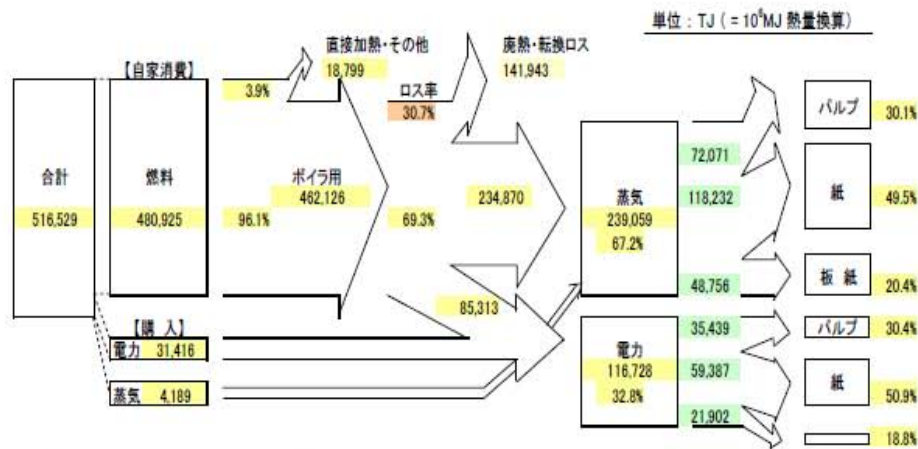 単位：TJ ( = 10⁶MJ 熱量換算)
直接加熱・その他
18,799
廃熱・転換ロス
141,943
【自家消費】
3.9%
ロス率
30.7%
合計
516,529
燃料
480,925
96.1%
ボイラ用
462,126
69.3%
234,870
85,313
蒸気
239,059
67.2%
72,071
118,232
48,756
パルプ
30.1%
紙
49.5%
板 紙
20.4%
【購 入】
電力 31,416
蒸気 4,189
電力
116,728
32.8%
35,439
59,387
21,902
パルプ
30.4%
紙
50.9%
18.8%